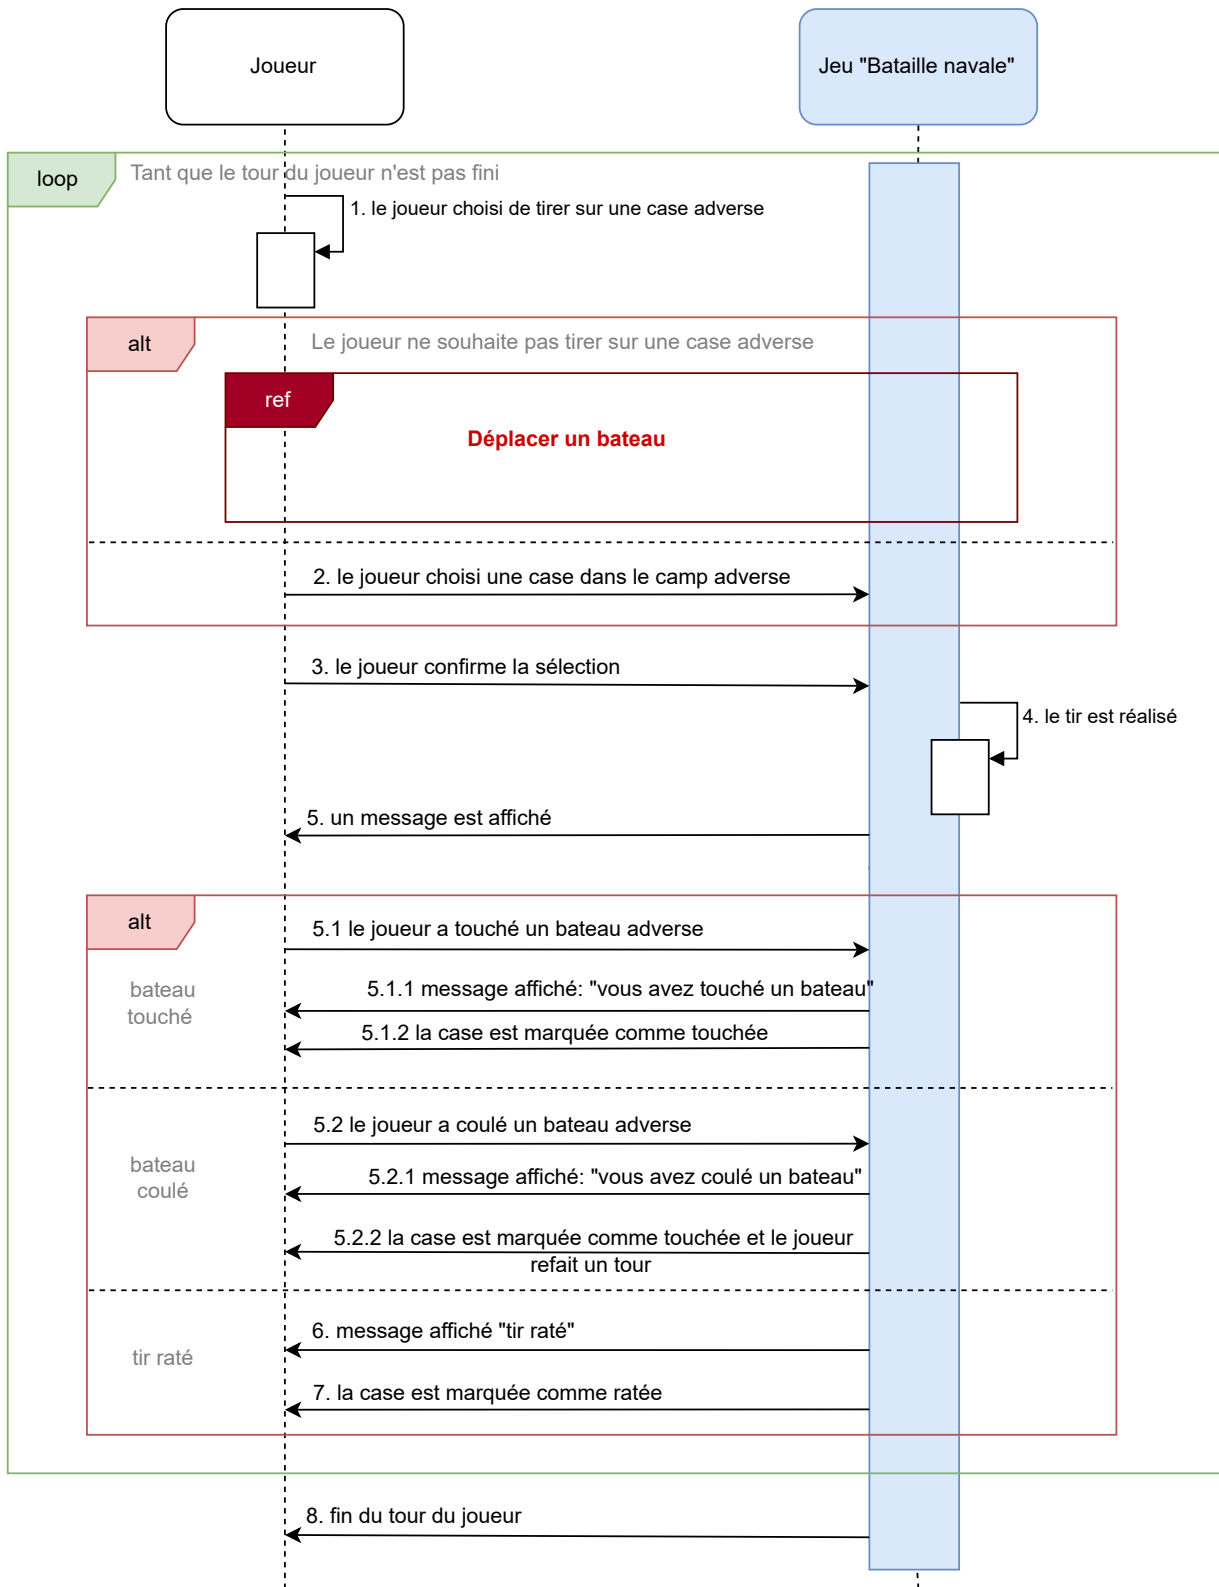 Joueur
Jeu "Bataille navale"
loop
Tant que le tour du joueur n'est pas fini
1. le joueur choisi de tirer sur une case adverse
alt
Le joueur ne souhaite pas tirer sur une case adverse
ref
Déplacer un bateau
2. le joueur choisi une case dans le camp adverse
3. le joueur confirme la sélection
4. le tir est réalisé
5. un message est affiché
alt
5.1 le joueur a touché un bateau adverse
bateau
touché
5.1.1 message affiché: "vous avez touché un bateau"
5.1.2 la case est marquée comme touchée
5.2 le joueur a coulé un bateau adverse
bateau
coulé
5.2.1 message affiché: "vous avez coulé un bateau"
5.2.2 la case est marquée comme touchée et le joueur
refait un tour
6. message affiché "tir raté"
tir raté
7. la case est marquée comme ratée
8. fin du tour du joueur